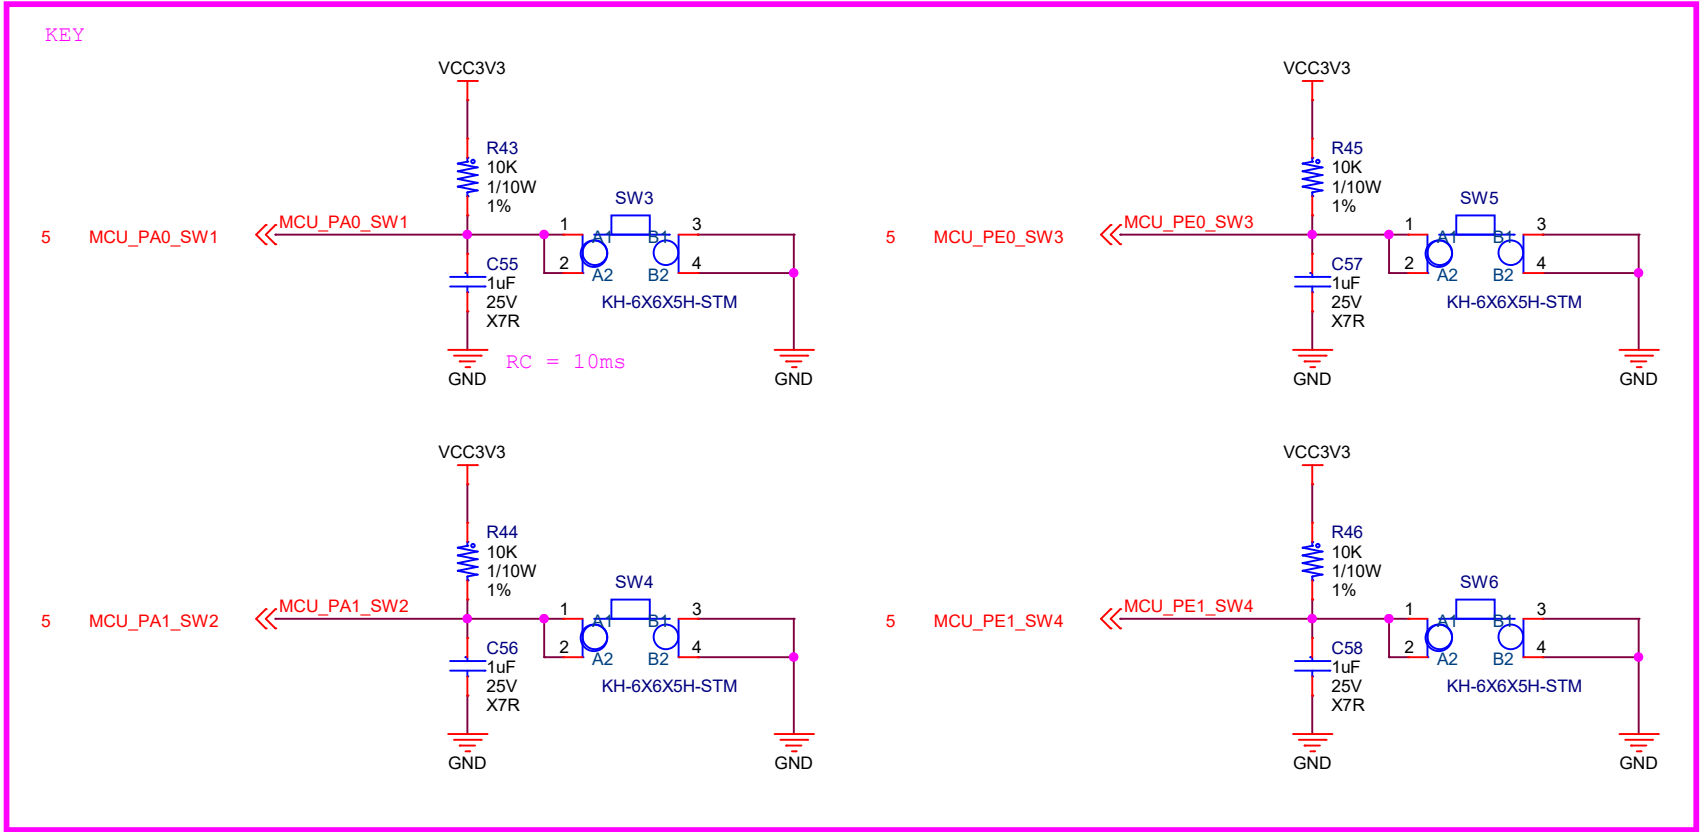 KEY
VCC3V3
R43
10K
1/10W
1%
SW3
5 MCU_PA0_SW1
MCU_PA0_SW1
1 A1 B1 3
2 A2 B2 4
C55
1uF
25V
X7R
KH-6X6X5H-STM
RC = 10ms
GND
GND
VCC3V3
R45
10K
1/10W
1%
SW5
5 MCU_PE0_SW3
MCU_PE0_SW3
1 A1 B1 3
2 A2 B2 4
C57
1uF
25V
X7R
KH-6X6X5H-STM
GND
GND
VCC3V3
R44
10K
1/10W
1%
SW4
5 MCU_PA1_SW2
MCU_PA1_SW2
1 A1 B1 3
2 A2 B2 4
C56
1uF
25V
X7R
KH-6X6X5H-STM
GND
GND
VCC3V3
R46
10K
1/10W
1%
SW6
5 MCU_PE1_SW4
MCU_PE1_SW4
1 A1 B1 3
2 A2 B2 4
C58
1uF
25V
X7R
KH-6X6X5H-STM
GND
GND